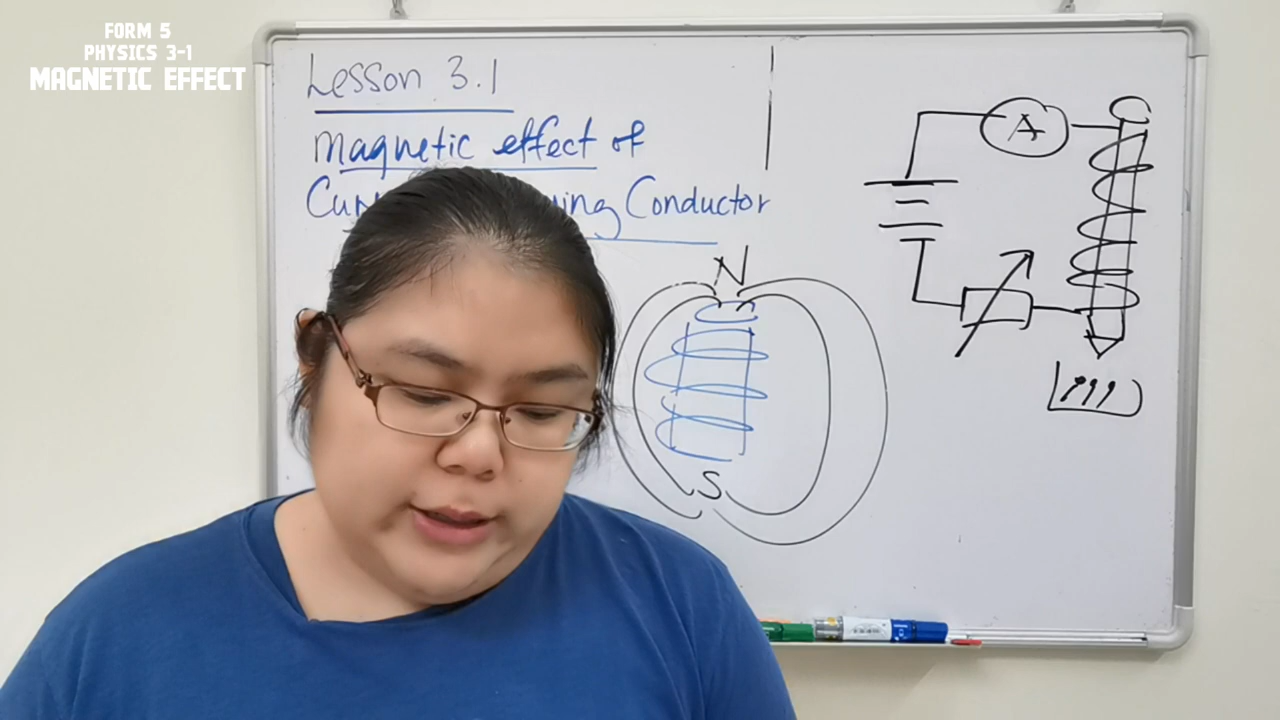 FORM 5
PHYSICS 3-1
MAGNETIC EFFECT
Lesson 3.1
Magnetic effect of
Conductor
A
N
S